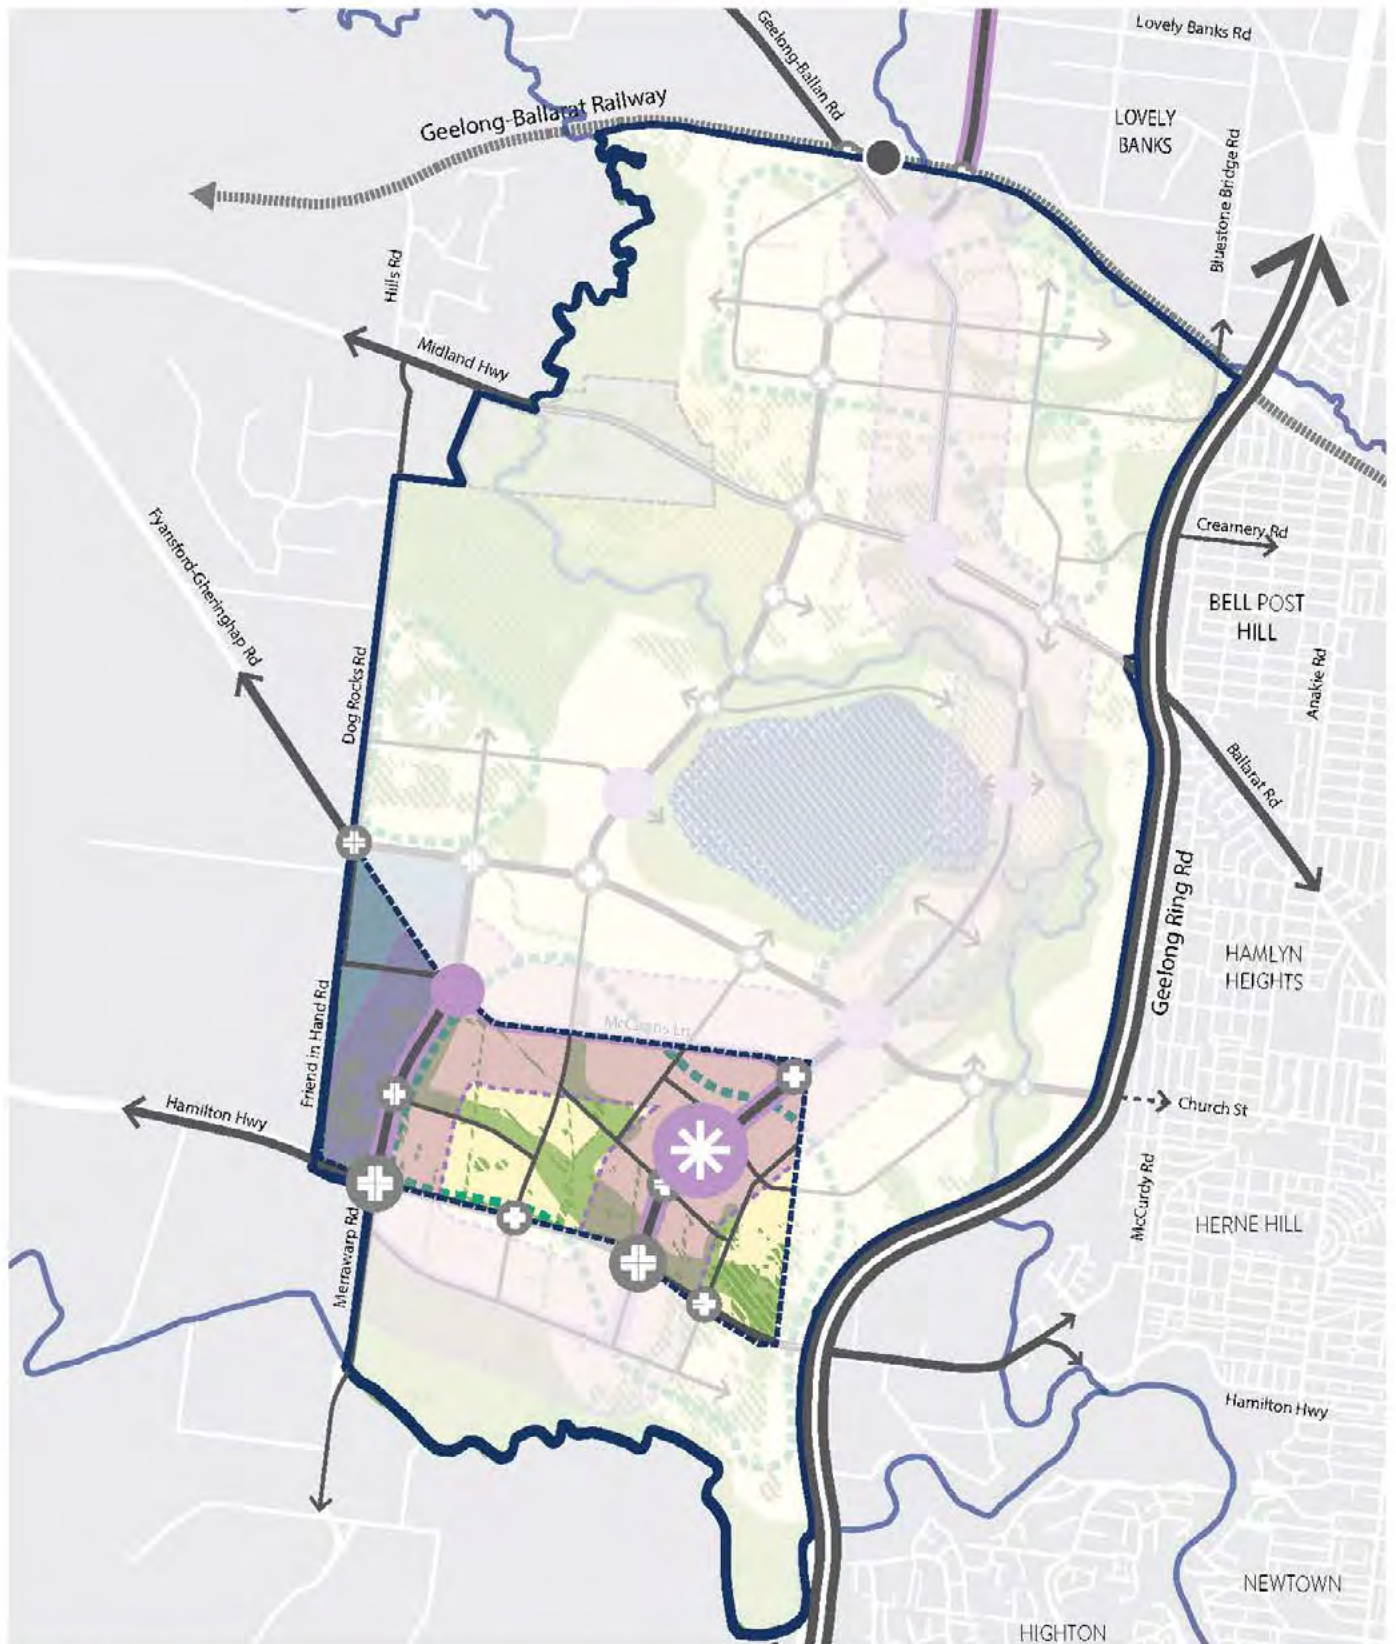 Lovely Banks Rd
Geelong-Ballan Rd
Geelong-Ballarat Railway
LOVELY
BANKS
Bluestone Bridge Rd
Hills Rd
Midland Hwy
Creamery Rd
Fyansford-Gheringhap Rd
BELL POST
HILL
Dog Rocks Rd
Anakie Rd
Ballarat Rd
Geelong Ring Rd
HAMLYN
HEIGHTS
Friend in Hand Rd
McCanns Ln
Hamilton Hwy
Church St
McCurdy Rd
HERNE HILL
Merrawarp Rd
Hamilton Hwy
NEWTOWN
HIGHTON